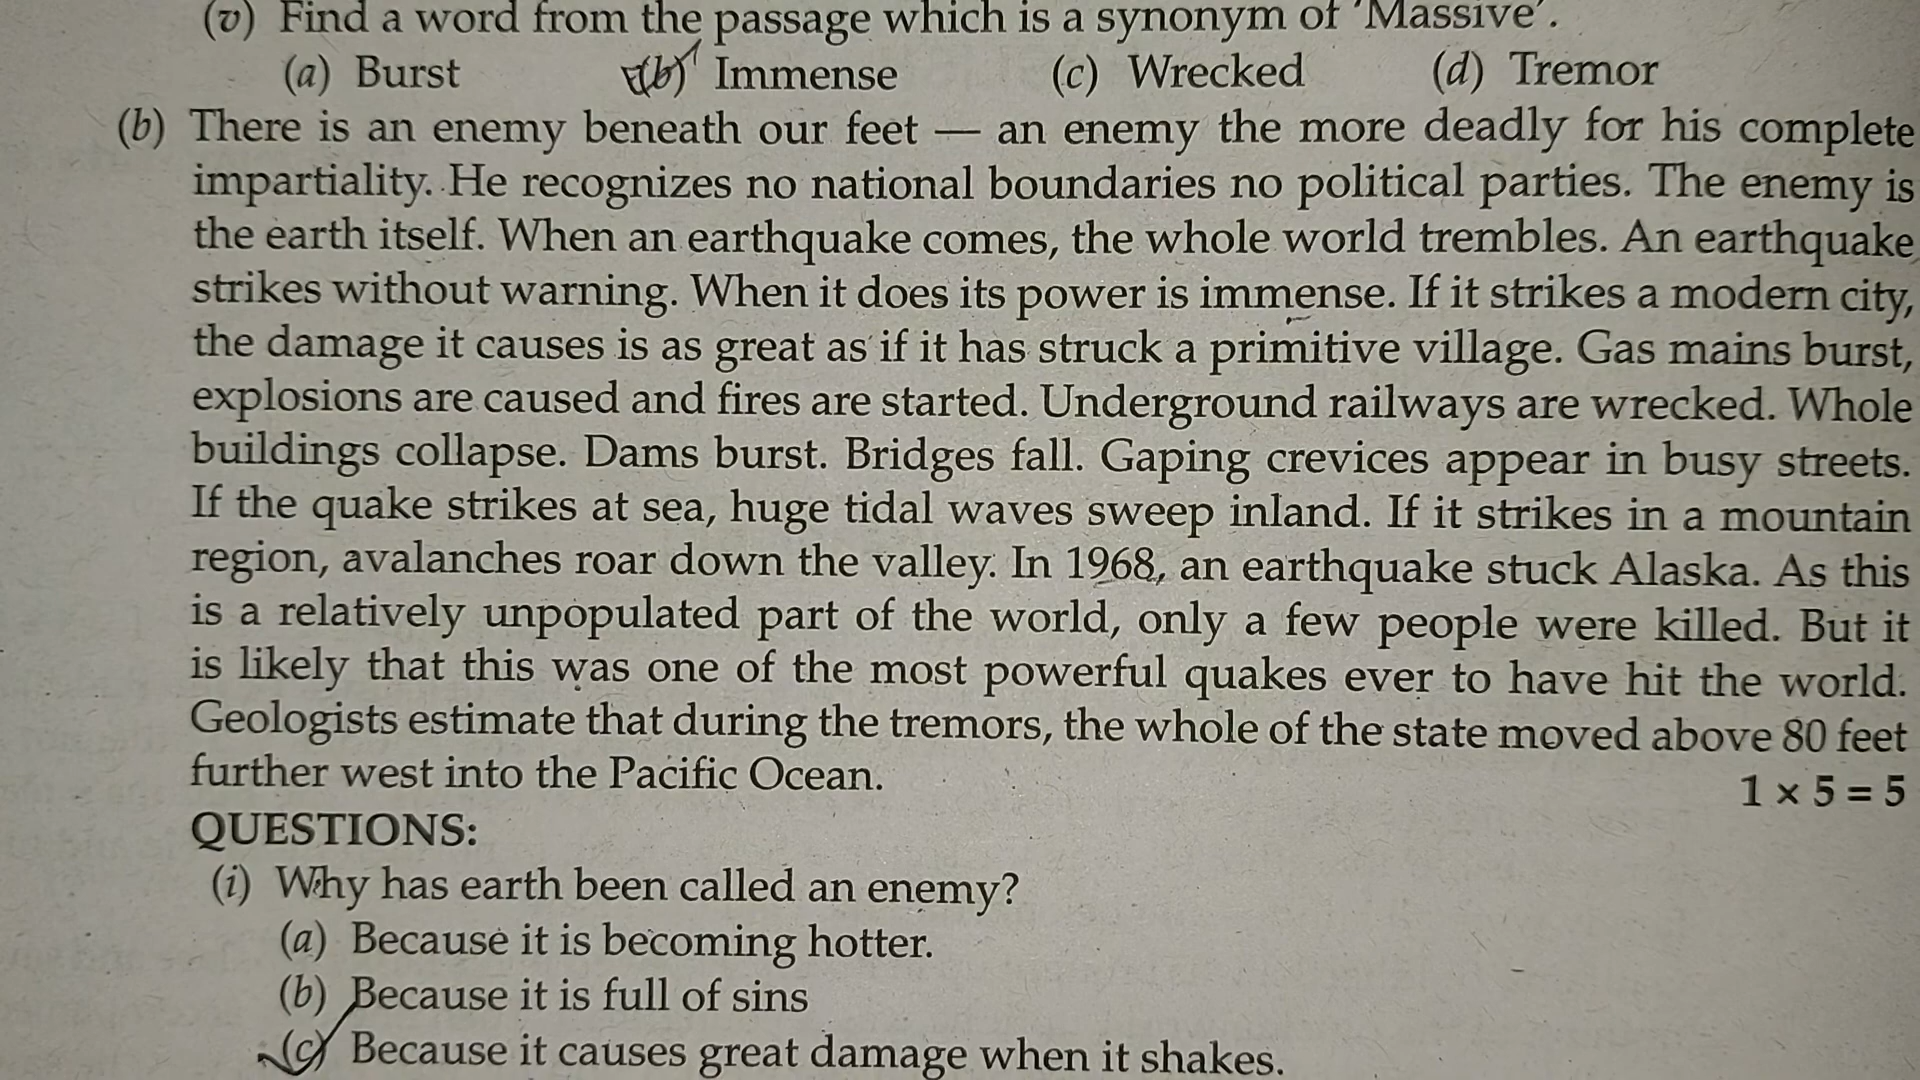 (v) Find a word from the passage which is a synonym of 'Massive'.
(a) Burst (b) Immense (c) Wrecked (d) Tremor
(b) There is an enemy beneath our feet — an enemy the more deadly for his complete
impartiality. He recognizes no national boundaries no political parties. The enemy is
the earth itself. When an earthquake comes, the whole world trembles. An earthquake
strikes without warning. When it does its power is immense. If it strikes a modern city,
the damage it causes is as great as if it has struck a primitive village. Gas mains burst,
explosions are caused and fires are started. Underground railways are wrecked. Whole
buildings collapse. Dams burst. Bridges fall. Gaping crevices appear in busy streets.
If the quake strikes at sea, huge tidal waves sweep inland. If it strikes in a mountain
region, avalanches roar down the valley. In 1968, an earthquake stuck Alaska. As this
is a relatively unpopulated part of the world, only a few people were killed. But it
is likely that this was one of the most powerful quakes ever to have hit the world.
Geologists estimate that during the tremors, the whole of the state moved above 80 feet
further west into the Pacific Ocean.
1 × 5 = 5
QUESTIONS:
(i) Why has earth been called an enemy?
(a) Because it is becoming hotter.
(b) Because it is full of sins
(c) Because it causes great damage when it shakes.